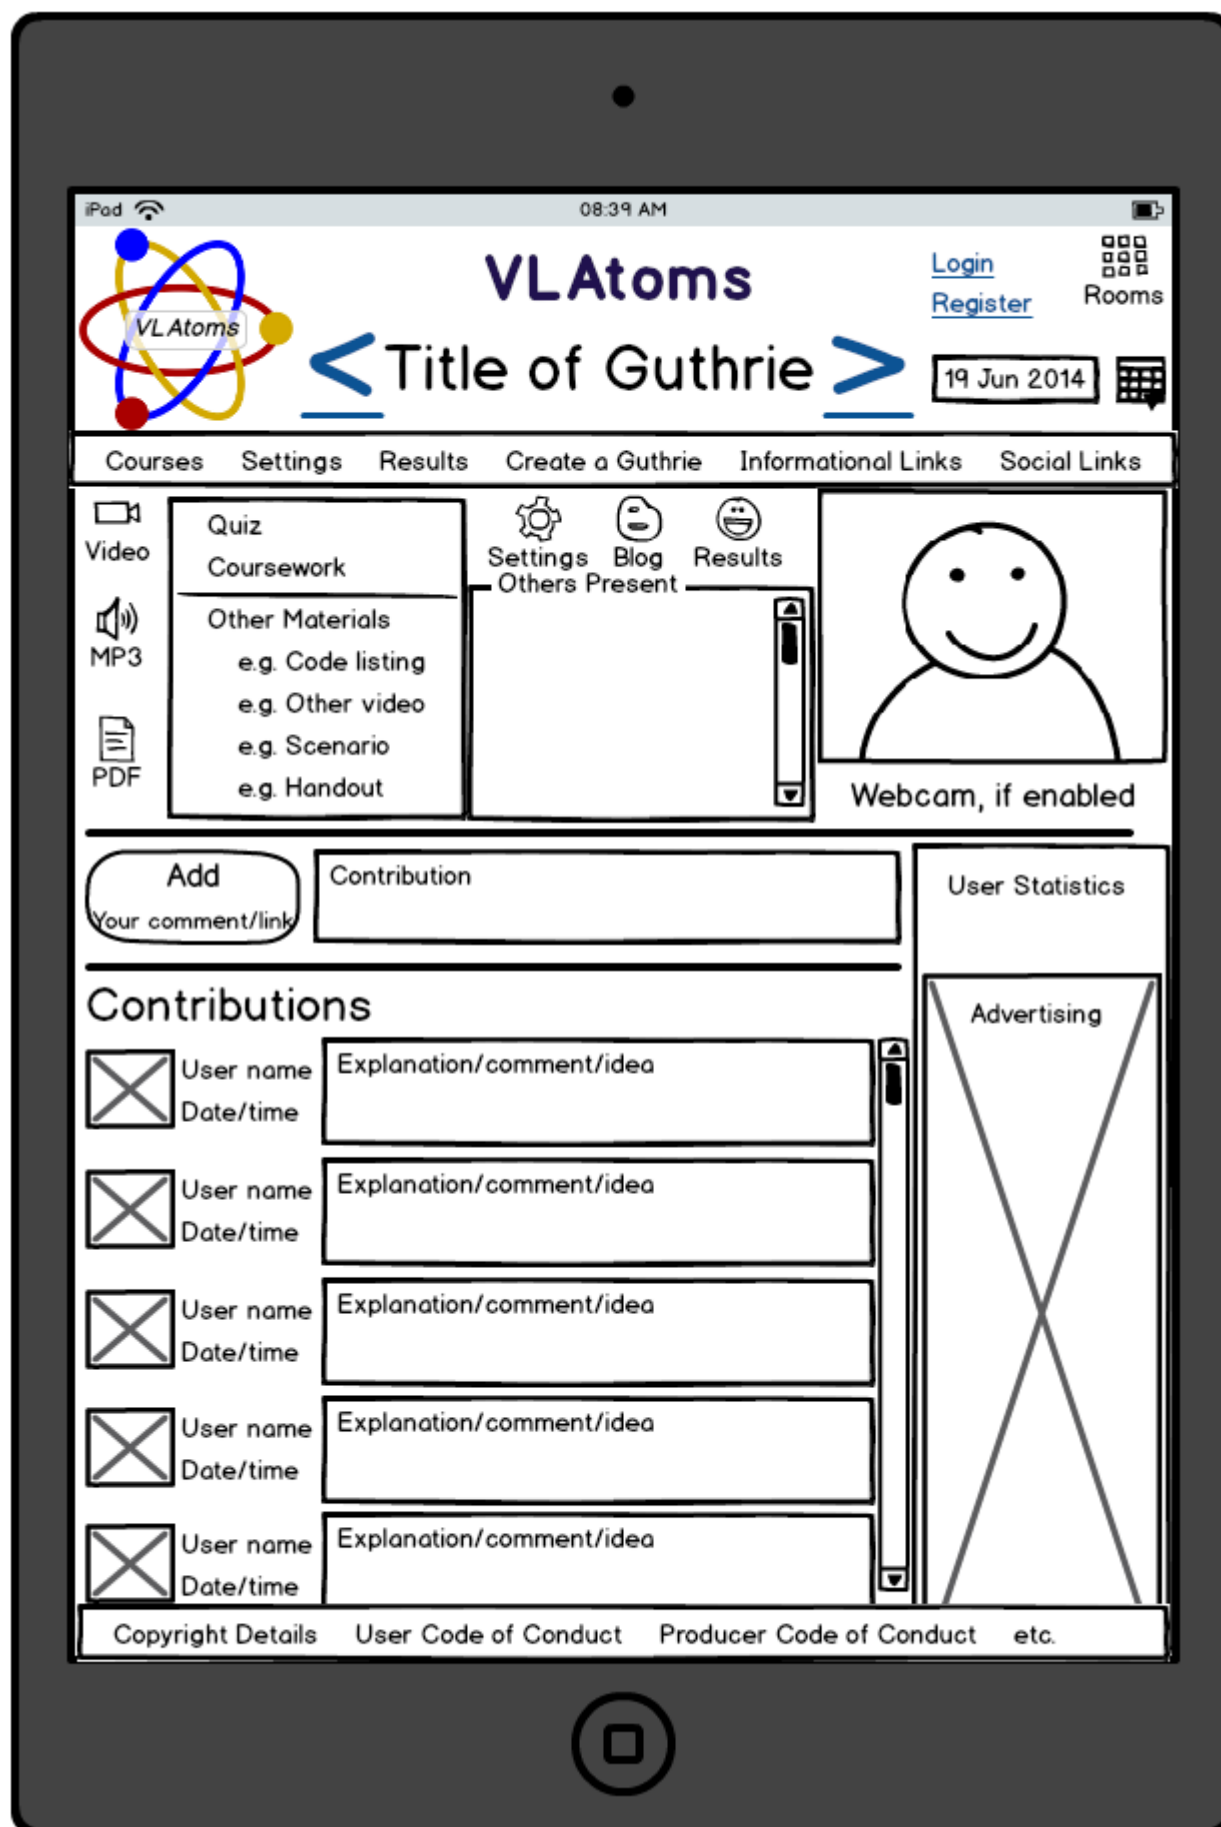 iPad 08:39 AM
VLAtoms
VLAtoms
Login
Register
Rooms
< Title of Guthrie >
19 Jun 2014
Courses Settings Results Create a Guthrie Informational Links Social Links
Video
MP3
PDF
Quiz
Coursework
Other Materials
e.g. Code listing
e.g. Other video
e.g. Scenario
e.g. Handout
Settings Blog Results
Others Present
Webcam, if enabled
Add
Your comment/link
Contribution
User Statistics
Advertising
Contributions
User name
Date/time
Explanation/comment/idea
User name
Date/time
Explanation/comment/idea
User name
Date/time
Explanation/comment/idea
User name
Date/time
Explanation/comment/idea
User name
Date/time
Explanation/comment/idea
Copyright Details User Code of Conduct Producer Code of Conduct etc.